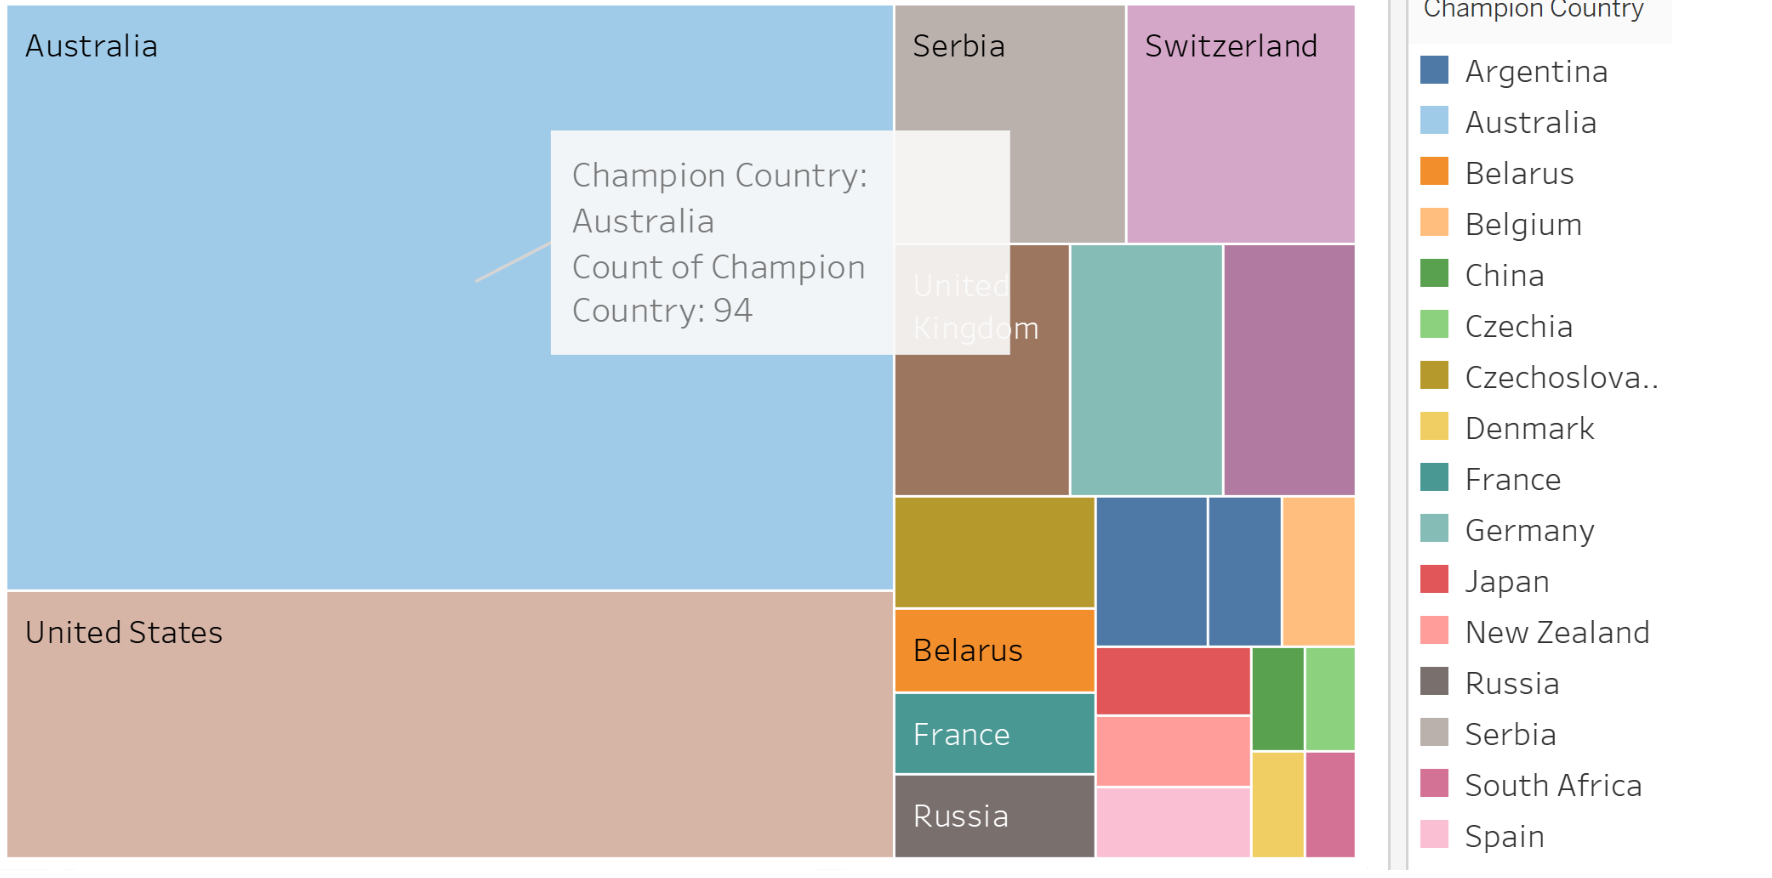 Australia
Serbia
Switzerland
Champion Country:
Australia
Count of Champion
Country: 94
United
Kingdom
United States
Belarus
France
Russia
Champion Country
Argentina
Australia
Belarus
Belgium
China
Czechia
Czechoslova..
Denmark
France
Germany
Japan
New Zealand
Russia
Serbia
South Africa
Spain